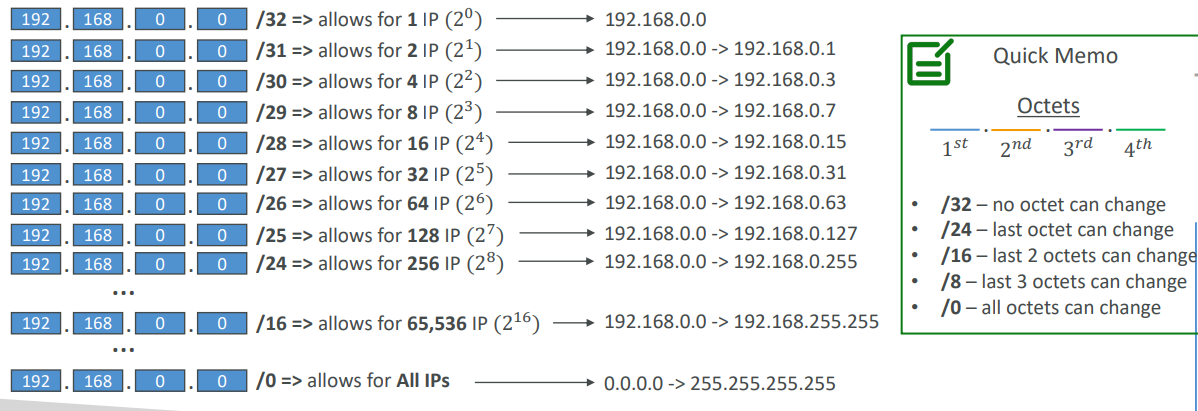 192 . 168 . 0 . 0 /32 => allows for 1 IP (2⁰) → 192.168.0.0
192 . 168 . 0 . 0 /31 => allows for 2 IP (2¹) → 192.168.0.0 -> 192.168.0.1
192 . 168 . 0 . 0 /30 => allows for 4 IP (2²) → 192.168.0.0 -> 192.168.0.3
192 . 168 . 0 . 0 /29 => allows for 8 IP (2³) → 192.168.0.0 -> 192.168.0.7
192 . 168 . 0 . 0 /28 => allows for 16 IP (2⁴) → 192.168.0.0 -> 192.168.0.15
192 . 168 . 0 . 0 /27 => allows for 32 IP (2⁵) → 192.168.0.0 -> 192.168.0.31
192 . 168 . 0 . 0 /26 => allows for 64 IP (2⁶) → 192.168.0.0 -> 192.168.0.63
192 . 168 . 0 . 0 /25 => allows for 128 IP (2⁷) → 192.168.0.0 -> 192.168.0.127
192 . 168 . 0 . 0 /24 => allows for 256 IP (2⁸) → 192.168.0.0 -> 192.168.0.255
...
192 . 168 . 0 . 0 /16 => allows for 65,536 IP (2¹⁶) → 192.168.0.0 -> 192.168.255.255
...
192 . 168 . 0 . 0 /0 => allows for All IPs → 0.0.0.0 -> 255.255.255.255
Quick Memo
Octets
1ˢᵗ . 2ⁿᵈ . 3ʳᵈ . 4ᵗʰ
• /32 – no octet can change
• /24 – last octet can change
• /16 – last 2 octets can change
• /8 – last 3 octets can change
• /0 – all octets can change